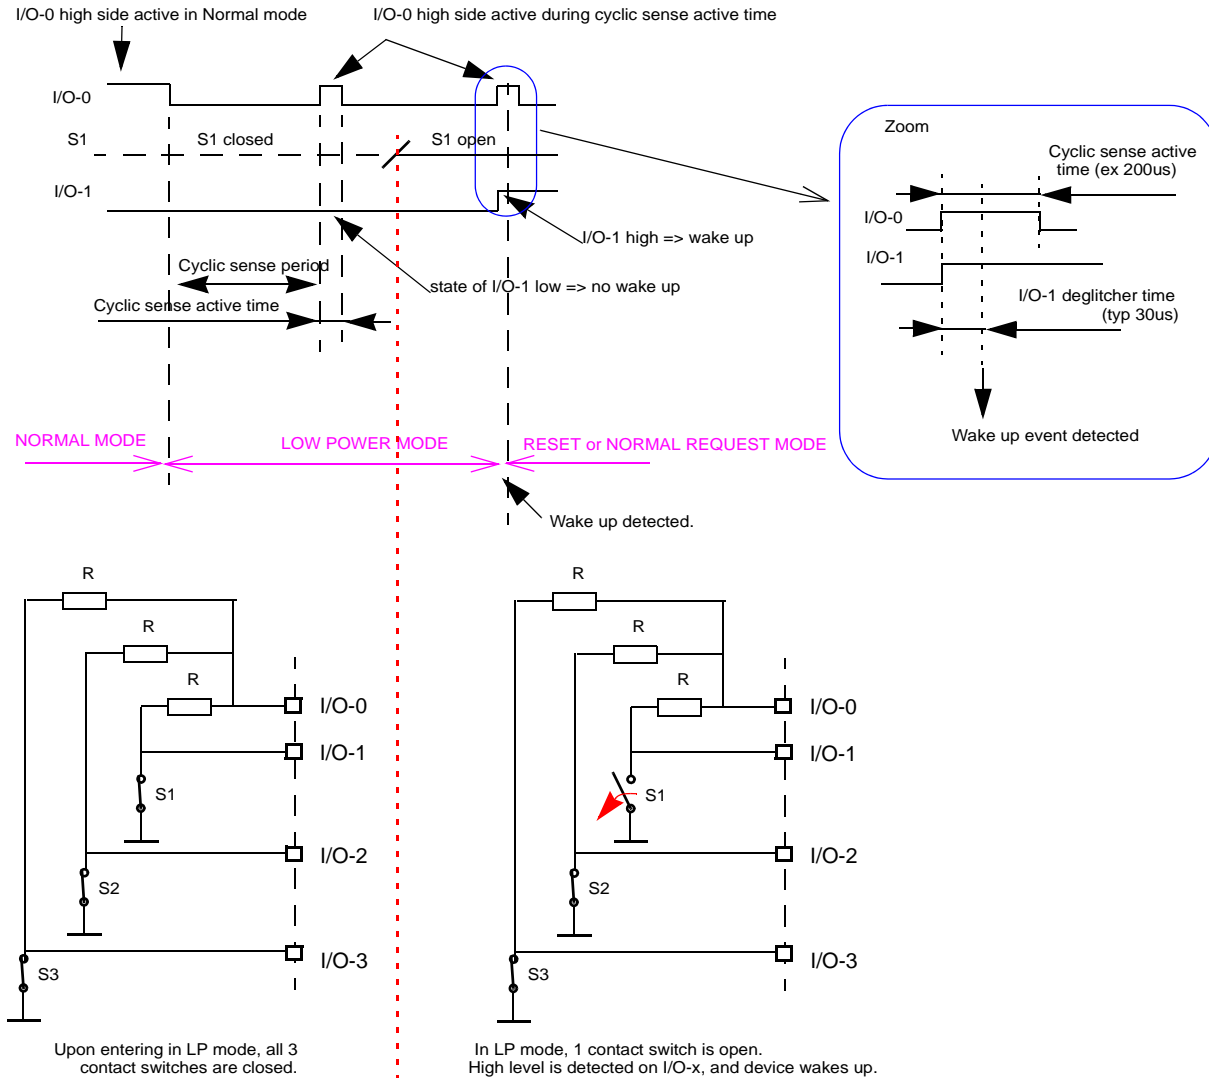 I/O-0 high side active in Normal mode
I/O-0 high side active during cyclic sense active time
I/O-0
S1
S1 closed
S1 open
I/O-1
I/O-1 high => wake up
Cyclic sense period
state of I/O-1 low => no wake up
Cyclic sense active time
Zoom
Cyclic sense active
time (ex 200us)
I/O-0
I/O-1
I/O-1 deglitcher time
(typ 30us)
Wake up event detected
NORMAL MODE
LOW POWER MODE
RESET or NORMAL REQUEST MODE
Wake up detected.
R
R
R
I/O-0
I/O-1
S1
I/O-2
S2
I/O-3
S3
Upon entering in LP mode, all 3
contact switches are closed.
R
R
R
I/O-0
I/O-1
S1
I/O-2
S2
I/O-3
S3
In LP mode, 1 contact switch is open.
High level is detected on I/O-x, and device wakes up.